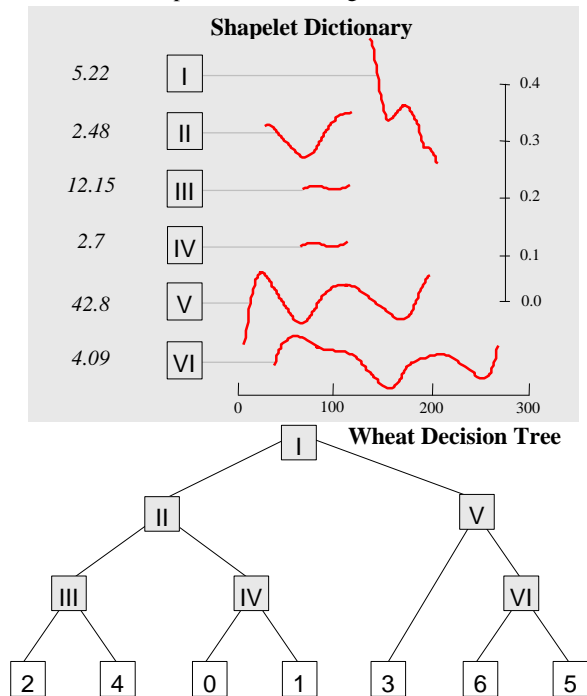 Shapelet Dictionary
5.22 I
0.4
2.48 II
0.3
12.15 III
0.2
2.7 IV
0.1
42.8 V
0.0
4.09 VI
0 100 200 300
Wheat Decision Tree
I
II V
III IV VI
2 4 0 1 3 6 5